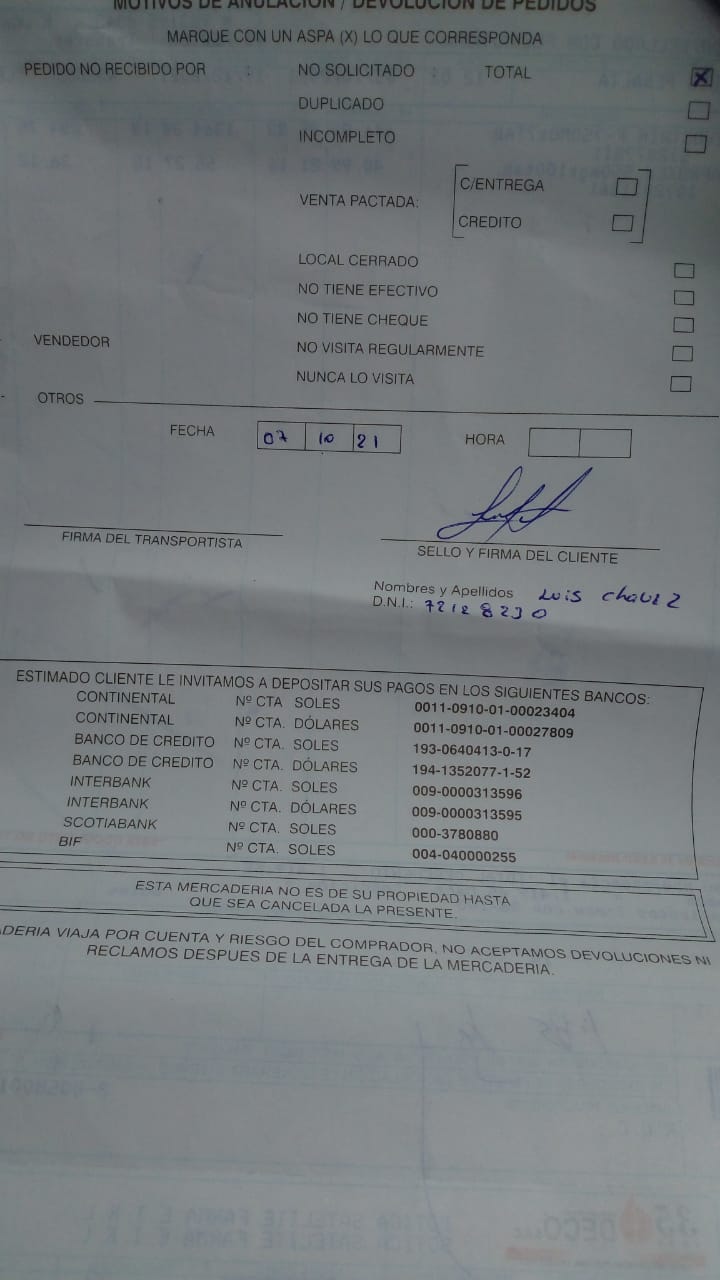 MOTIVOS DE ANULACION / DEVOLUCION DE PEDIDOS
MARQUE CON UN ASPA (X) LO QUE CORRESPONDA
PEDIDO NO RECIBIDO POR : NO SOLICITADO : TOTAL X
DUPLICADO
INCOMPLETO
VENTA PACTADA: C/ENTREGA
CREDITO
LOCAL CERRADO
NO TIENE EFECTIVO
NO TIENE CHEQUE
VENDEDOR NO VISITA REGULARMENTE
NUNCA LO VISITA
OTROS
FECHA 07 10 21 HORA
FIRMA DEL TRANSPORTISTA SELLO Y FIRMA DEL CLIENTE
Nombres y Apellidos Luis Chavez
D.N.I.: 72128230
ESTIMADO CLIENTE LE INVITAMOS A DEPOSITAR SUS PAGOS EN LOS SIGUIENTES BANCOS:
CONTINENTAL Nº CTA SOLES 0011-0910-01-00023404
CONTINENTAL Nº CTA. DÓLARES 0011-0910-01-00027809
BANCO DE CREDITO Nº CTA. SOLES 193-0640413-0-17
BANCO DE CREDITO Nº CTA. DÓLARES 194-1352077-1-52
INTERBANK Nº CTA. SOLES 009-0000313596
INTERBANK Nº CTA. DÓLARES 009-0000313595
SCOTIABANK Nº CTA. SOLES 000-3780880
BIF Nº CTA. SOLES 004-040000255
ESTA MERCADERIA NO ES DE SU PROPIEDAD HASTA
QUE SEA CANCELADA LA PRESENTE.
ADERIA VIAJA POR CUENTA Y RIESGO DEL COMPRADOR, NO ACEPTAMOS DEVOLUCIONES NI
RECLAMOS DESPUES DE LA ENTREGA DE LA MERCADERIA.